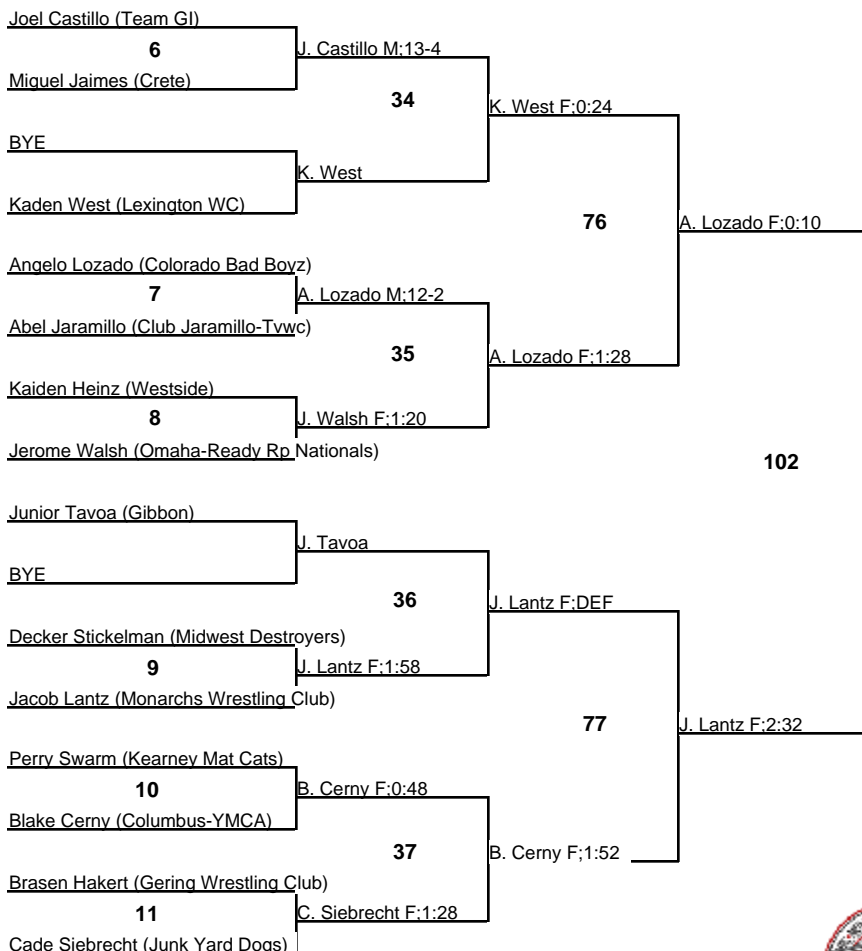 Joel Castillo (Team GI)
6
J. Castillo M;13-4
Miguel Jaimes (Crete)
34
K. West F;0:24
BYE
K. West
Kaden West (Lexington WC)
76
A. Lozado F;0:10
Angelo Lozado (Colorado Bad Boyz)
7
A. Lozado M;12-2
Abel Jaramillo (Club Jaramillo-Tvwc)
35
A. Lozado F;1:28
Kaiden Heinz (Westside)
8
J. Walsh F;1:20
Jerome Walsh (Omaha-Ready Rp Nationals)
102
Junior Tavoa (Gibbon)
J. Tavoa
BYE
36
J. Lantz F;DEF
Decker Stickelman (Midwest Destroyers)
9
J. Lantz F;1:58
Jacob Lantz (Monarchs Wrestling Club)
77
J. Lantz F;2:32
Perry Swarm (Kearney Mat Cats)
10
B. Cerny F;0:48
Blake Cerny (Columbus-YMCA)
37
B. Cerny F;1:52
Brasen Hakert (Gering Wrestling Club)
11
C. Siebrecht F;1:28
Cade Siebrecht (Junk Yard Dogs)